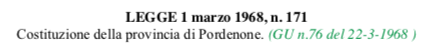 LEGGE 1 marzo 1968, n. 171
Costituzione della provincia di Pordenone. (GU n.76 del 22-3-1968 )